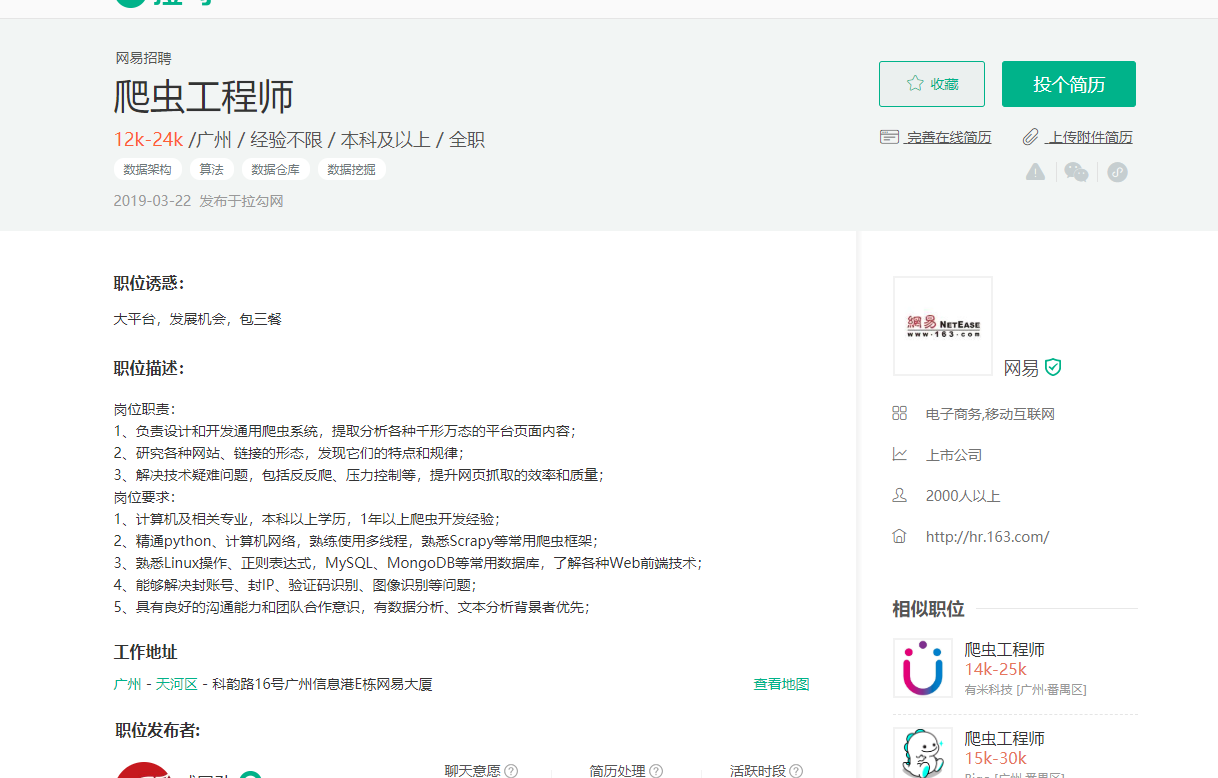 网易招聘
爬虫工程师
12k-24k /广州 / 经验不限 / 本科及以上 / 全职
数据架构 算法 数据仓库 数据挖掘
2019-03-22 发布于拉勾网
收藏
投个简历
完善在线简历
上传附件简历
职位诱惑：
大平台，发展机会，包三餐
职位描述：
岗位职责：
1、负责设计和开发通用爬虫系统，提取分析各种千形万态的平台页面内容；
2、研究各种网站、链接的形态，发现它们的特点和规律；
3、解决技术疑难问题，包括反反爬、压力控制等，提升网页抓取的效率和质量；
岗位要求：
1、计算机及相关专业，本科以上学历，1年以上爬虫开发经验；
2、精通python、计算机网络，熟练使用多线程，熟悉Scrapy等常用爬虫框架；
3、熟悉Linux操作、正则表达式，MySQL、MongoDB等常用数据库，了解各种Web前端技术；
4、能够解决封账号、封IP、验证码识别、图像识别等问题；
5、具有良好的沟通能力和团队合作意识，有数据分析、文本分析背景者优先；
工作地址
广州 - 天河区 - 科韵路16号广州信息港E栋网易大厦
查看地图
职位发布者：
聊天意愿 简历处理 活跃时段
網易 NETEASE
www.163.com
网易
电子商务,移动互联网
上市公司
2000人以上
http://hr.163.com/
相似职位
爬虫工程师
14k-25k
有米科技 [广州·番禺区]
爬虫工程师
15k-30k